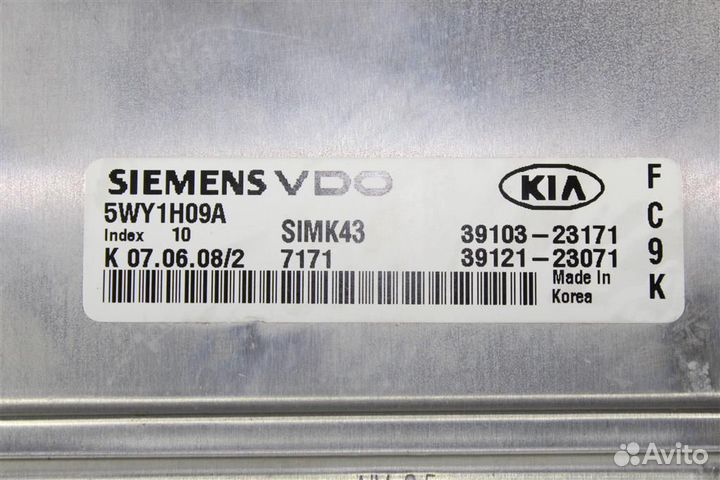 SIEMENS VDO
KIA
5WY1H09A
Index 10
SIMK43
39103-23171
K 07.06.08/2
7171
39121-23071
Made In
Korea
F
C
9
K
Avito